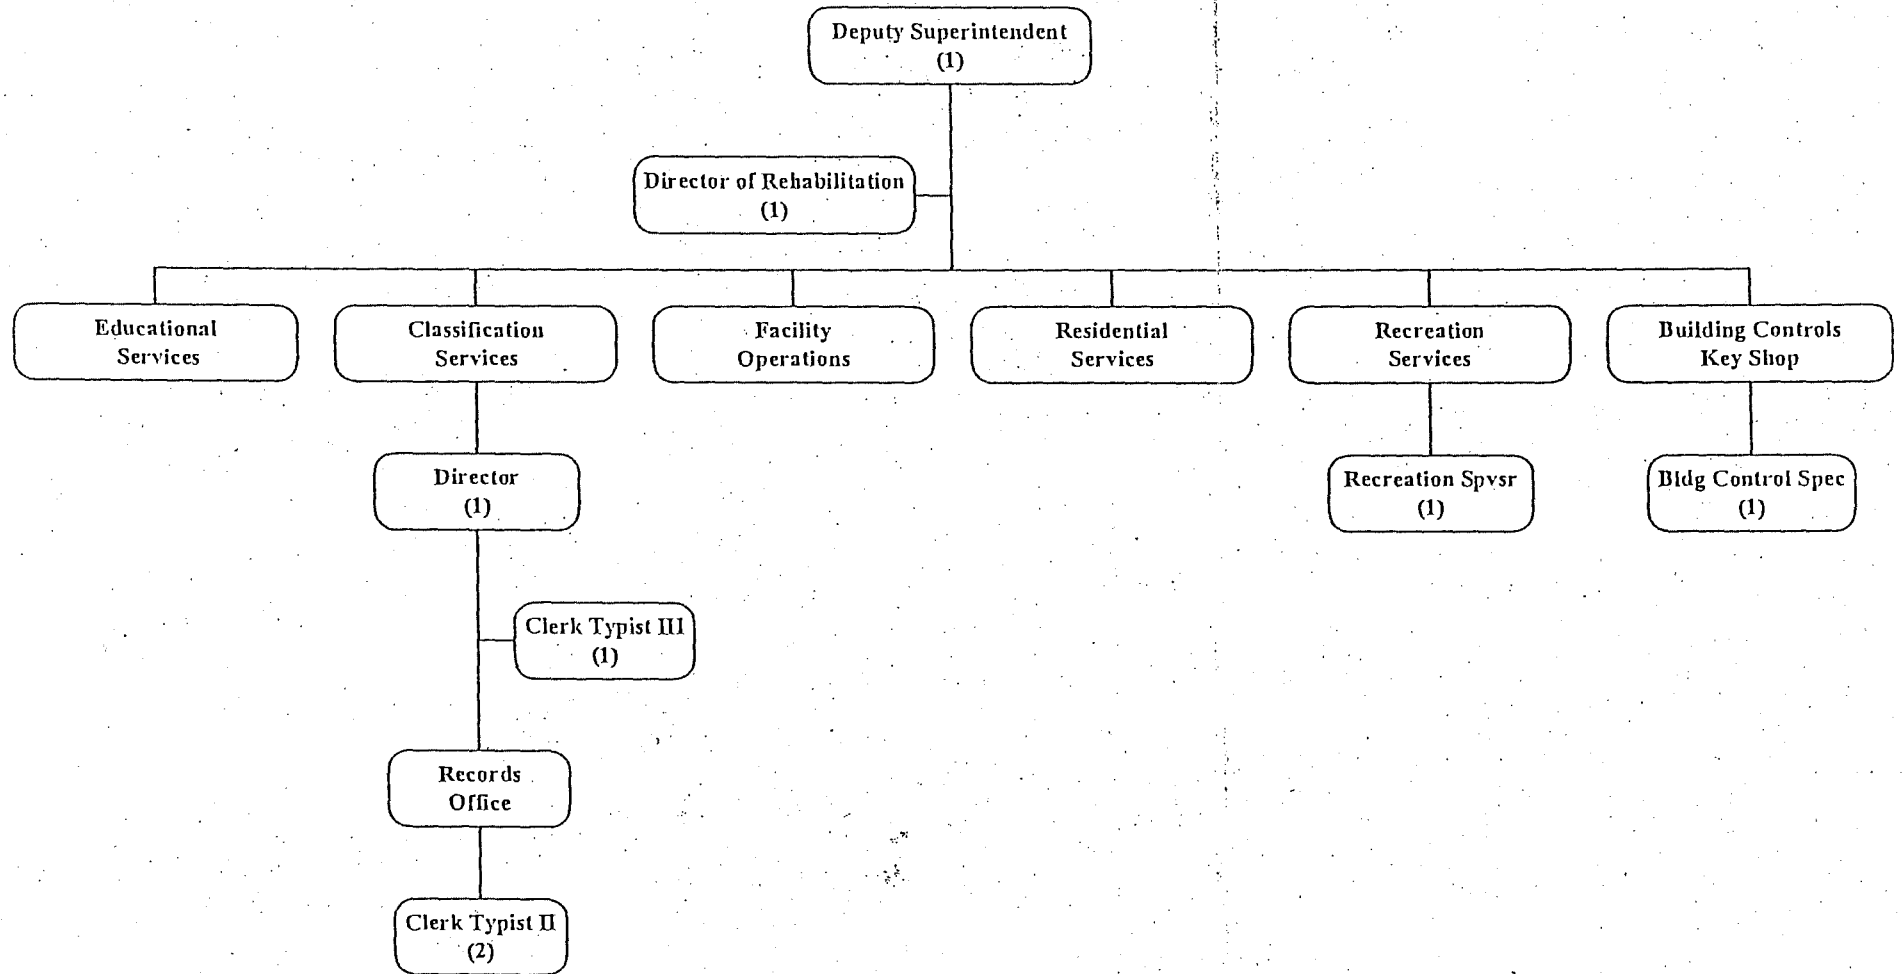 Deputy Superintendent
(1)
Director of Rehabilitation
(1)
Educational
Services
Classification
Services
Facility
Operations
Residential
Services
Recreation
Services
Building Controls
Key Shop
Director
(1)
Recreation Spvsr
(1)
Bldg Control Spec
(1)
Clerk Typist III
(1)
Records
Office
Clerk Typist II
(2)